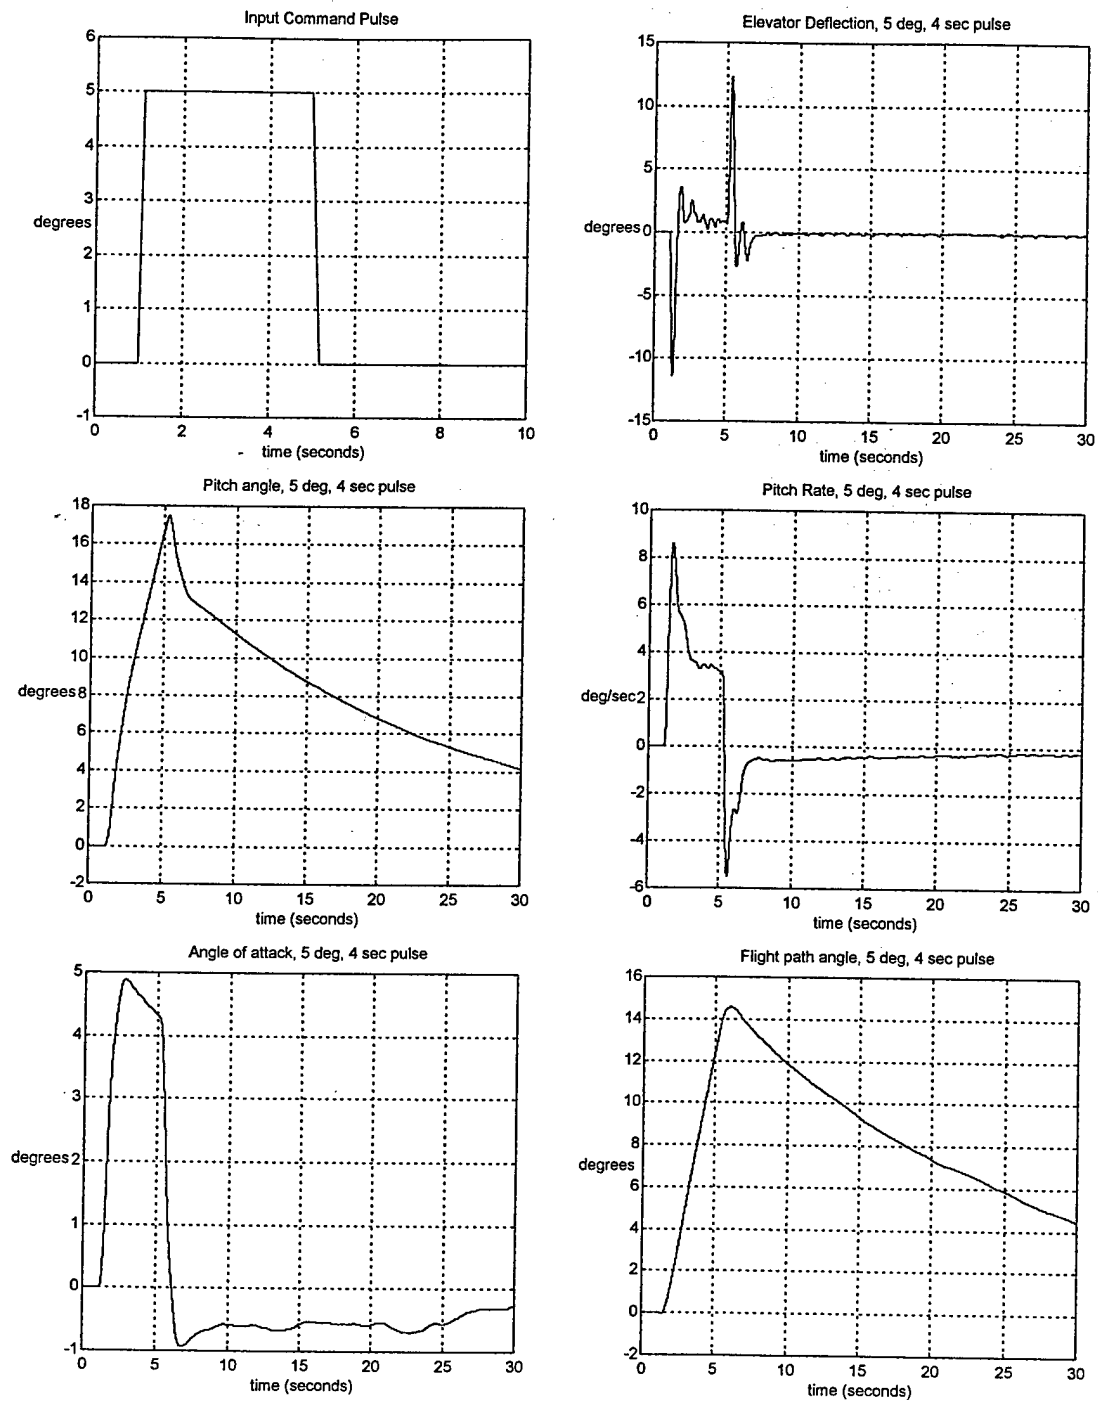 Input Command Pulse
6
5
4
3
degrees
2
1
0
-1
0 2 4 6 8 10
time (seconds)
Elevator Deflection, 5 deg, 4 sec pulse
15
10
5
degrees 0
-5
-10
-15
0 5 10 15 20 25 30
time (seconds)
Pitch angle, 5 deg, 4 sec pulse
18
16
14
12
10
degrees 8
6
4
2
0
-2
0 5 10 15 20 25 30
time (seconds)
Pitch Rate, 5 deg, 4 sec pulse
10
8
6
4
deg/sec 2
0
-2
-4
-6
0 5 10 15 20 25 30
time (seconds)
Angle of attack, 5 deg, 4 sec pulse
5
4
3
degrees 2
1
0
-1
0 5 10 15 20 25 30
time (seconds)
Flight path angle, 5 deg, 4 sec pulse
16
14
12
10
8
degrees
6
4
2
0
-2
0 5 10 15 20 25 30
time (seconds)